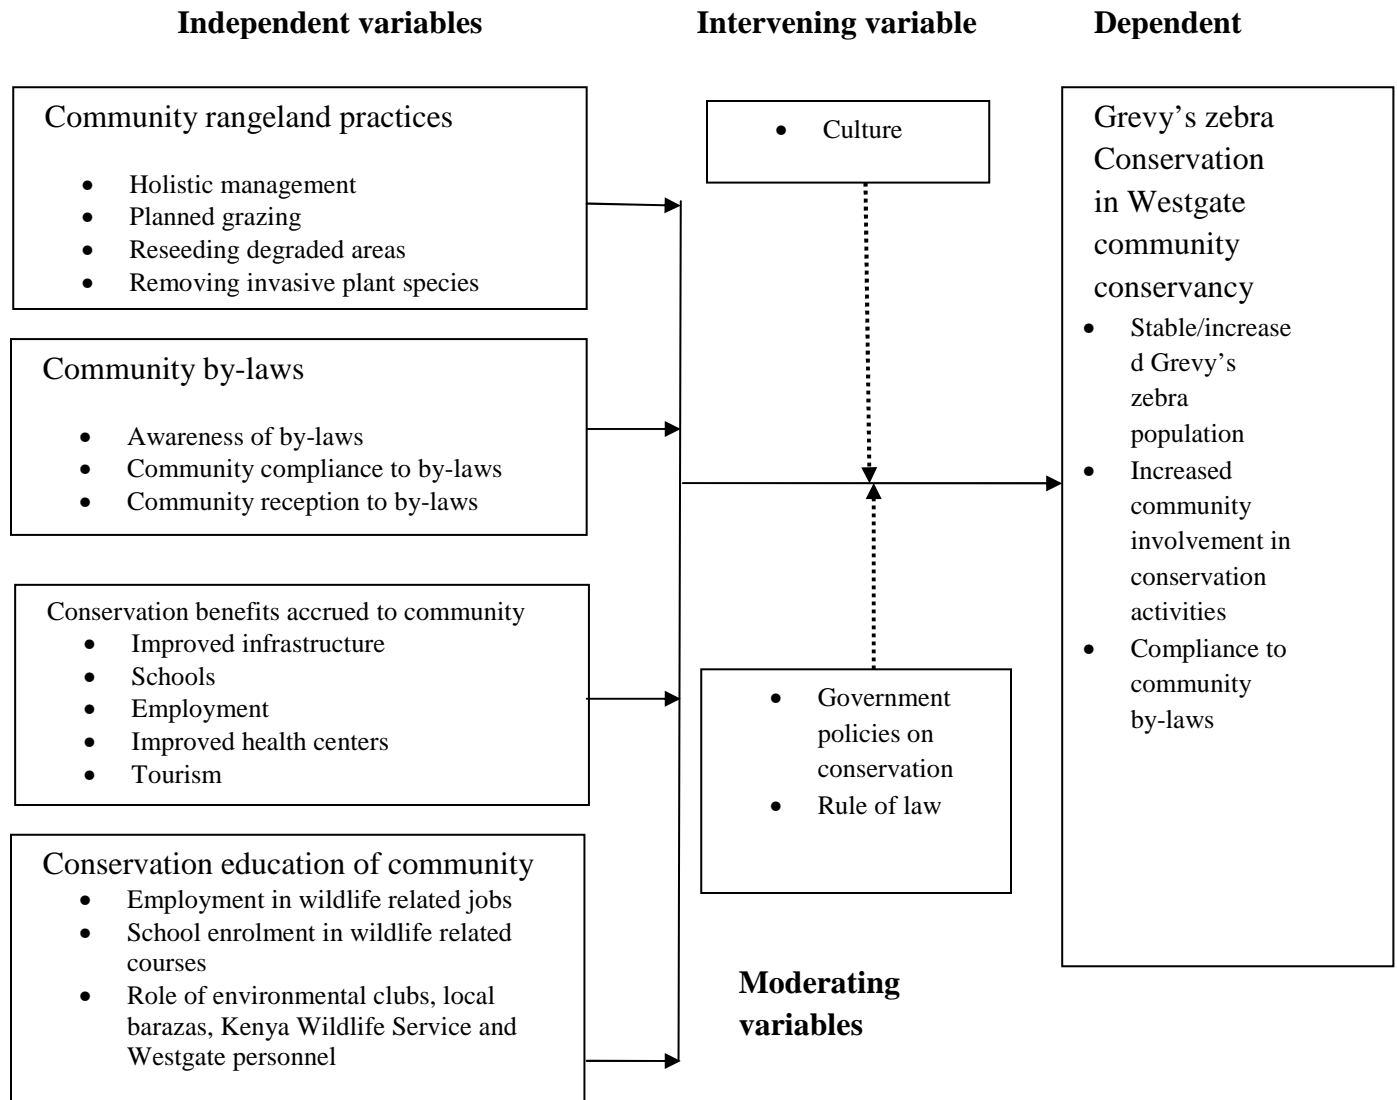 Independent variables
Intervening variable
Dependent
Community rangeland practices
• Holistic management
• Planned grazing
• Reseeding degraded areas
• Removing invasive plant species
Community by-laws
• Awareness of by-laws
• Community compliance to by-laws
• Community reception to by-laws
Conservation benefits accrued to community
• Improved infrastructure
• Schools
• Employment
• Improved health centers
• Tourism
Conservation education of community
• Employment in wildlife related jobs
• School enrolment in wildlife related
courses
• Role of environmental clubs, local
barazas, Kenya Wildlife Service and
Westgate personnel
• Culture
• Government
policies on
conservation
• Rule of law
Moderating
variables
Grevy’s zebra
Conservation
in Westgate
community
conservancy
• Stable/increase
d Grevy’s
zebra
population
• Increased
community
involvement in
conservation
activities
• Compliance to
community
by-laws